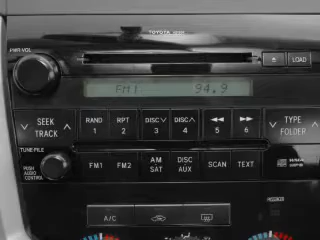 TOYOTA
PWR·VOL
LOAD
FM1 94.9
SEEK TRACK
RAND 1
RPT 2
DISC 3
DISC 4
5
6
TYPE FOLDER
TUNE·FILE
PUSH AUDIO CONTROL
FM1
FM2
AM SAT
DISC AUX
SCAN
TEXT
A/C